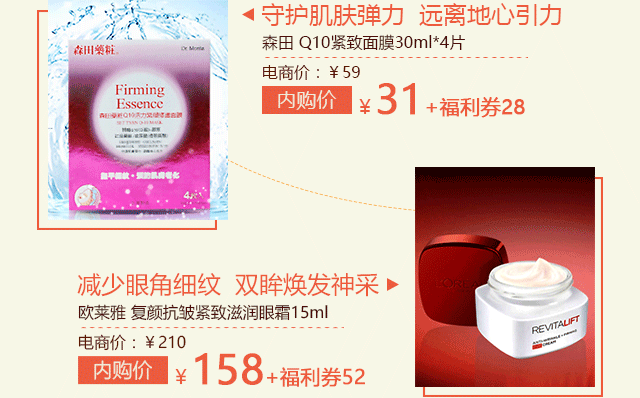 守护肌肤弹力 远离地心引力
森田 Q10紧致面膜30ml*4片
电商价：￥59
内购价 ￥31+福利券28
森田藥粧
Dr. Morita
Firming
Essence
4
减少眼角细纹 双眸焕发神采
欧莱雅 复颜抗皱紧致滋润眼霜15ml
电商价：￥210
内购价 ￥158+福利券52
REVITALIFT
ANTI-WRINKLE + FIRMING
CREAM